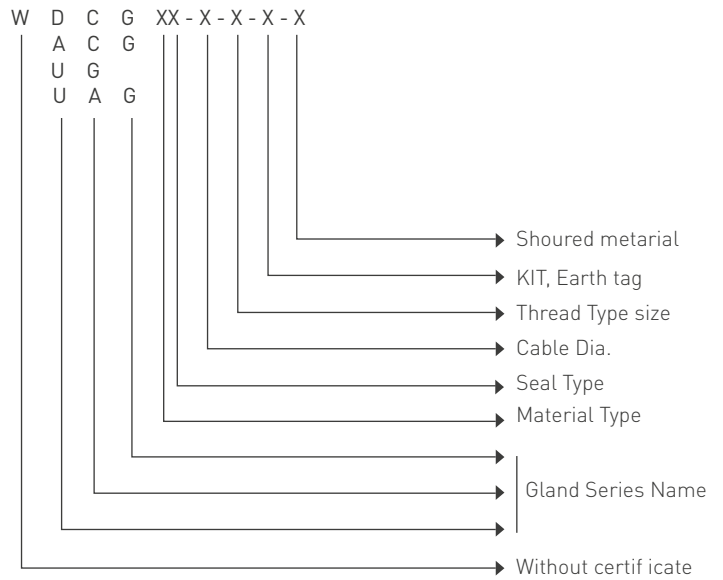 W D C C G XX - X - X - X - X
A C G
U G
U A G
Shoured metarial
KIT, Earth tag
Thread Type size
Cable Dia.
Seal Type
Material Type
Gland Series Name
Without certif icate